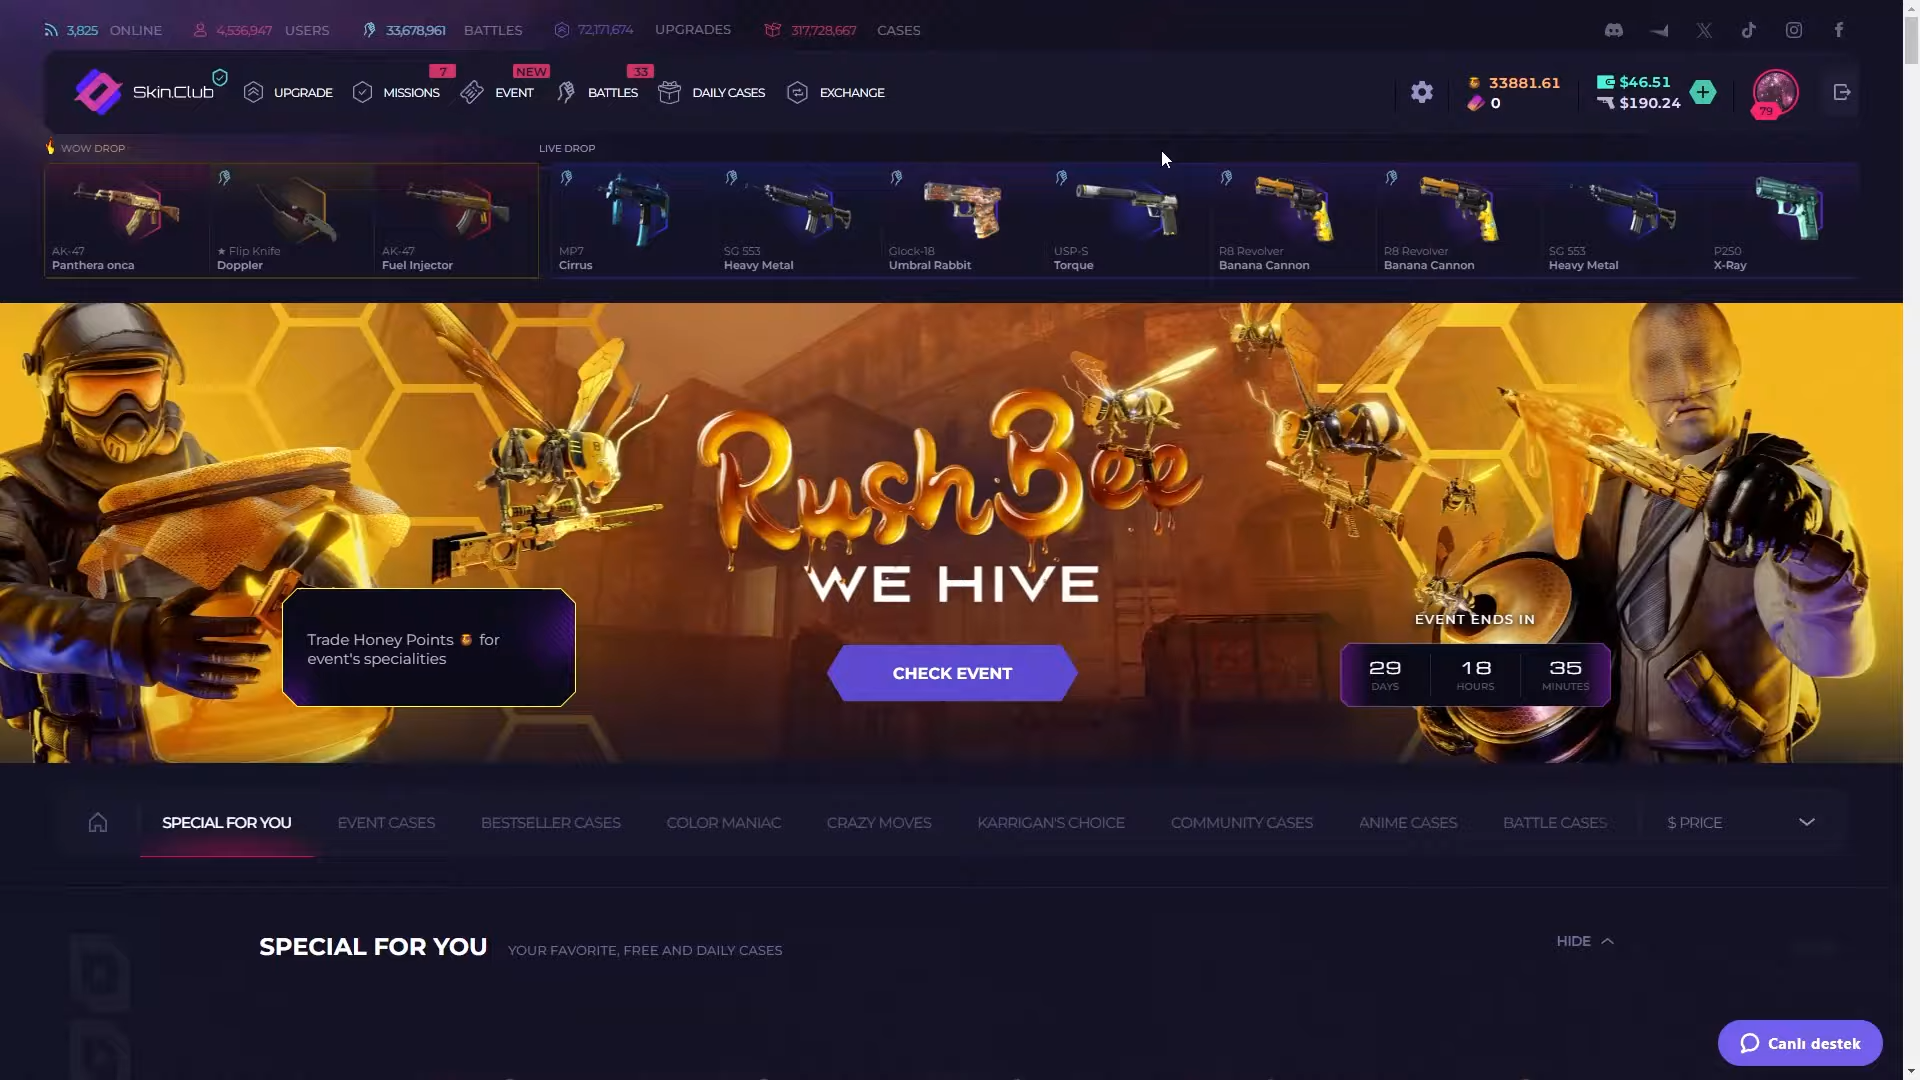 3,825 ONLINE 4,536,947 USERS 33,678,961 BATTLES 72,171,674 UPGRADES 317,728,667 CASES
Skin.Club UPGRADE 7 MISSIONS NEW EVENT 33 BATTLES DAILY CASES EXCHANGE
33881.61 $46.51
0 $190.24
79
WOW DROP LIVE DROP
AK-47
Panthera onca
★ Flip Knife
Doppler
AK-47
Fuel Injector
MP7
Cirrus
SG 553
Heavy Metal
Glock-18
Umbral Rabbit
USP-S
Torque
R8 Revolver
Banana Cannon
R8 Revolver
Banana Cannon
SG 553
Heavy Metal
P250
X-Ray
RushBee
WE HIVE
Trade Honey Points for
event's specialities
CHECK EVENT
EVENT ENDS IN
29 18 35
DAYS HOURS MINUTES
SPECIAL FOR YOU EVENT CASES BESTSELLER CASES COLOR MANIAC CRAZY MOVES KARRIGAN'S CHOICE COMMUNITY CASES ANIME CASES BATTLE CASES $ PRICE
SPECIAL FOR YOU YOUR FAVORITE, FREE AND DAILY CASES HIDE
Canlı destek